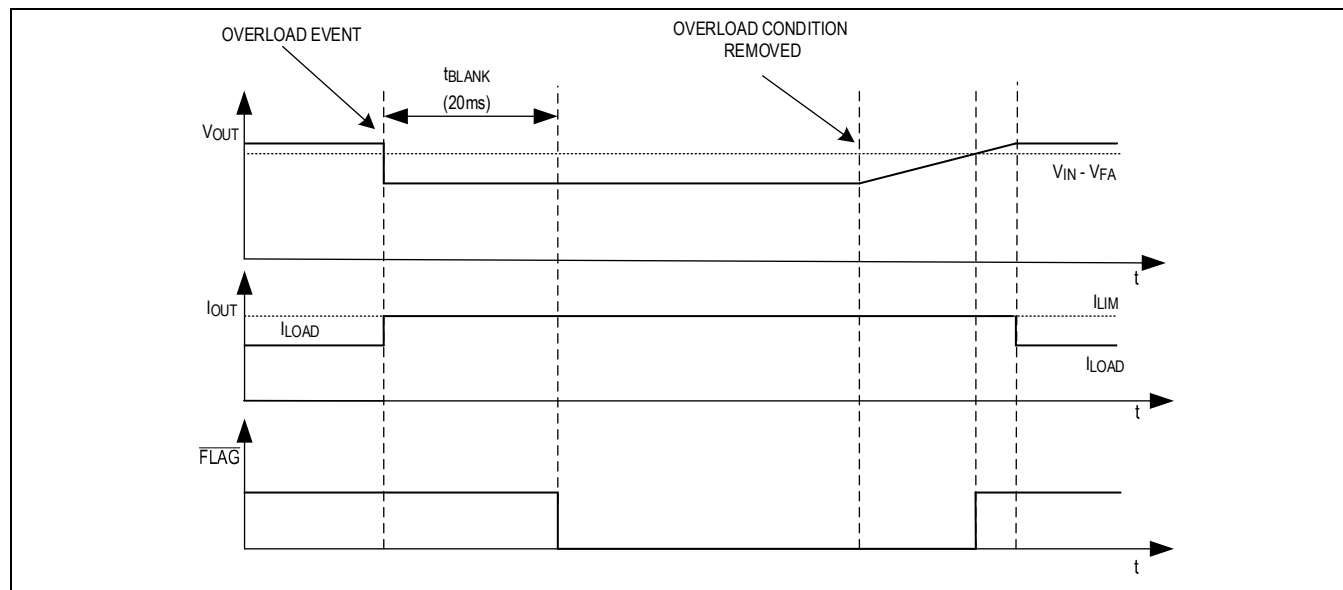 OVERLOAD EVENT
OVERLOAD CONDITION
REMOVED
tBLANK
(20ms)
VOUT
VIN - VFA
t
IOUT
ILIM
ILOAD
ILOAD
t
FLAG
t